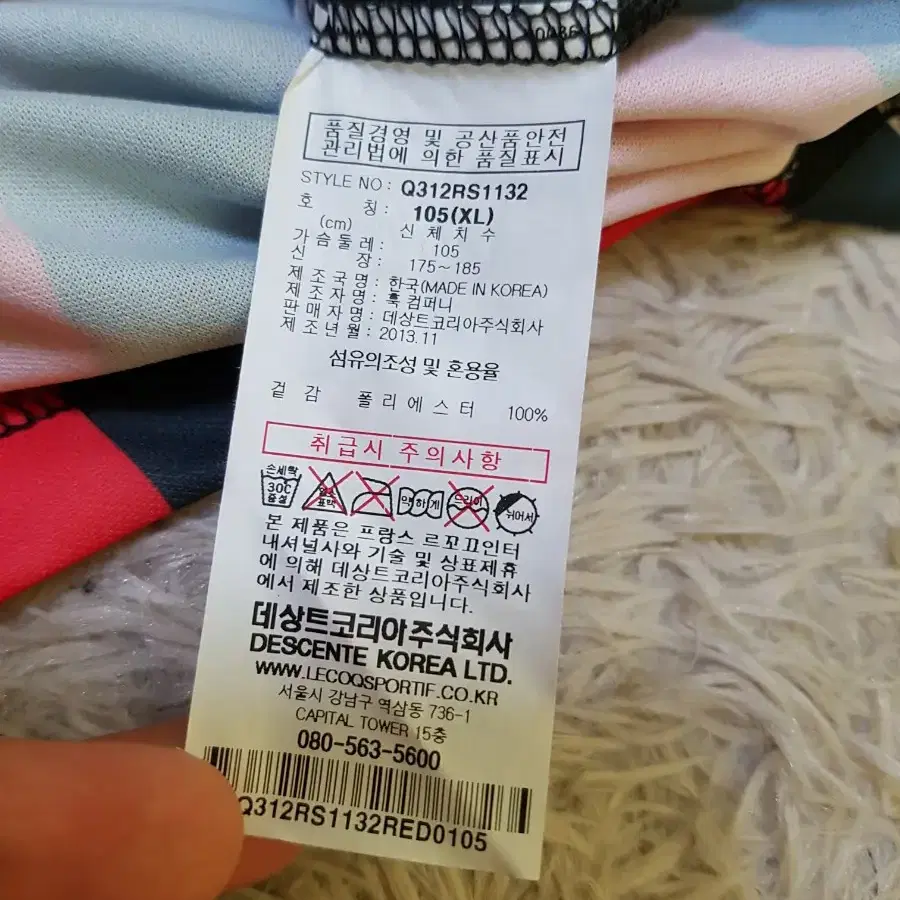 품질경영 및 공산품안전
관리법에 의한 품질표시
STYLE NO : Q312RS1132
호 칭 : 105(XL)
(cm) 신 체 치 수
가 슴 둘 레 : 105
신 장 : 175~185
제 조 국 명 : 한국(MADE IN KOREA)
제 조 자 명 : 훅 컴퍼니
판 매 자 명 : 데상트코리아주식회사
제 조 년 월 : 2013.11
섬유의조성 및 혼용율
겉 감 폴 리 에 스 터 100%
취 급 시 주 의 사 항
손세탁 30C 중성 염소 표백 약하게 드라이 뉘어서
본 제품은 프랑스 르꼬끄인터
내셔널사와 기술 및 상표제휴
에 의해 데상트코리아주식회사
에서 제조한 상품입니다.
데상트코리아주식회사
DESCENTE KOREA LTD.
WWW.LECOQSPORTIF.CO.KR
서울시 강남구 역삼동 736-1
CAPITAL TOWER 15층
080-563-5600
Q312RS1132RED0105